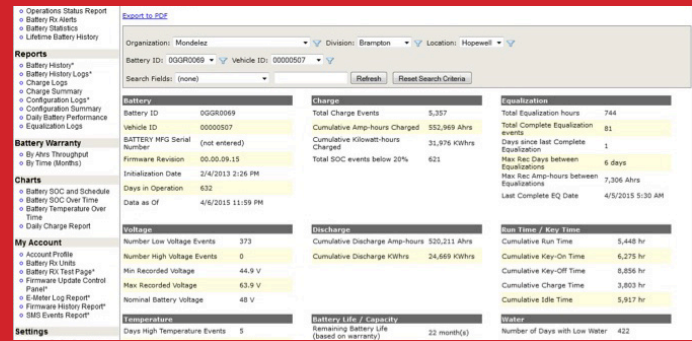 Operations Status Report
Battery Rx Alerts
Battery Statistics
Lifetime Battery History
Reports
Battery History*
Battery History Logs*
Charge Logs
Charge Summary
Configuration Logs*
Configuration Summary
Daily Battery Performance
Equalization Logs
Battery Warranty
By Ahrs Throughput
By Time (Months)
Charts
Battery SOC and Schedule
Battery SOC Over Time
Battery Temperature Over
Time
Daily Charge Report
My Account
Account Profile
Battery Rx Units
Battery RX Test Page*
Firmware Update Control
Panel*
E-Meter Log Report*
Firmware History Report*
SMS Events Report*
Settings
Export to PDF
Organization: Mondelez Division: Brampton Location: Hopewell
Battery ID: 0GGR0069 Vehicle ID: 00000507
Search Fields: (none) Refresh Reset Search Criteria
Battery
Battery ID 0GGR0069
Vehicle ID 00000507
BATTERY MFG Serial
Number (not entered)
Firmware Revision 00.00.09.15
Initialization Date 2/4/2013 2:26 PM
Days in Operation 632
Data as Of 4/6/2015 11:59 PM
Charge
Total Charge Events 5,357
Cumulative Amp-hours Charged 552,969 Ahrs
Cumulative Kilowatt-hours
Charged 31,976 KWhrs
Total SOC events below 20% 621
Equalization
Total Equalization hours 744
Total Complete Equalization
events 81
Days since last Complete
Equalization 1
Max Rec Days between
Equalizations 6 days
Max Rec Amp-hours between
Equalizations 7,306 Ahrs
Last Complete EQ Date 4/5/2015 5:30 AM
Voltage
Number Low Voltage Events 373
Number High Voltage Events 0
Min Recorded Voltage 44.9 V
Max Recorded Voltage 63.9 V
Nominal Battery Voltage 48 V
Discharge
Cumulative Discharge Amp-hours 520,211 Ahrs
Cumulative Discharge KWhrs 24,669 KWhrs
Run Time / Key Time
Cumulative Run Time 5,448 hr
Cumulative Key-On Time 6,275 hr
Cumulative Key-Off Time 8,856 hr
Cumulative Charge Time 3,803 hr
Cumulative Idle Time 5,917 hr
Temperature
Days High Temperature Events 5
Battery Life / Capacity
Remaining Battery Life
(based on warranty) 22 month(s)
Water
Number of Days with Low Water 422